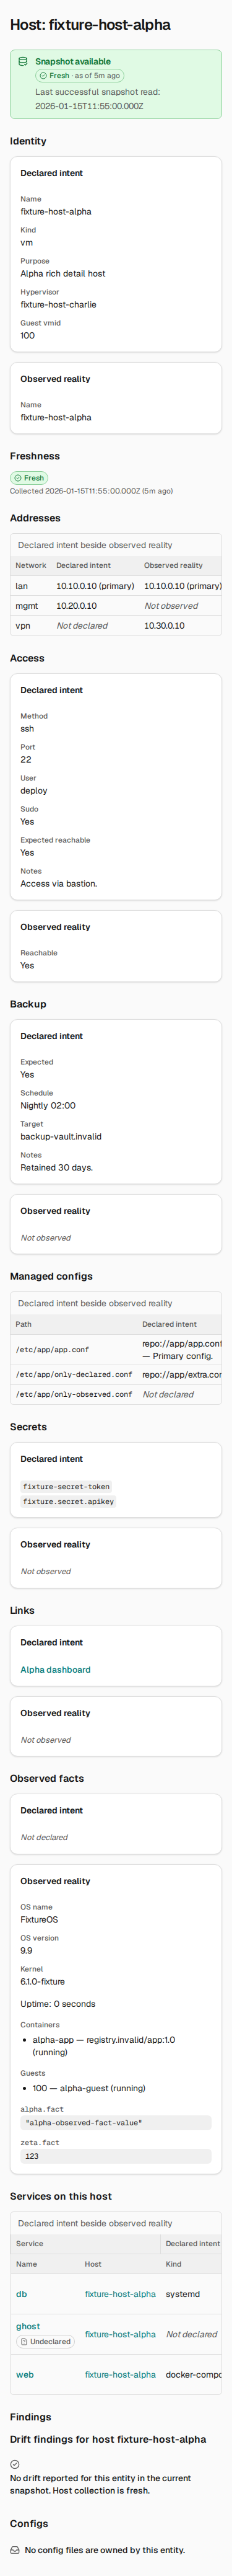 Host: fixture-host-alpha
Snapshot available
Fresh · as of 5m ago
Last successful snapshot read:
2026-01-15T11:55:00.000Z
Identity
Declared intent
Name
fixture-host-alpha
Kind
vm
Purpose
Alpha rich detail host
Hypervisor
fixture-host-charlie
Guest vmid
100
Observed reality
Name
fixture-host-alpha
Freshness
Fresh
Collected 2026-01-15T11:55:00.000Z (5m ago)
Addresses
Declared intent beside observed reality
Network Declared intent Observed reality
lan 10.10.0.10 (primary) 10.10.0.10 (primary)
mgmt 10.20.0.10 Not observed
vpn Not declared 10.30.0.10
Access
Declared intent
Method
ssh
Port
22
User
deploy
Sudo
Yes
Expected reachable
Yes
Notes
Access via bastion.
Observed reality
Reachable
Yes
Backup
Declared intent
Expected
Yes
Schedule
Nightly 02:00
Target
backup-vault.invalid
Notes
Retained 30 days.
Observed reality
Not observed
Managed configs
Declared intent beside observed reality
Path Declared intent
/etc/app/app.conf repo://app/app.conf
— Primary config.
/etc/app/only-declared.conf repo://app/extra.con
/etc/app/only-observed.conf Not declared
Secrets
Declared intent
fixture-secret-token
fixture.secret.apikey
Observed reality
Not observed
Links
Declared intent
Alpha dashboard
Observed reality
Not observed
Observed facts
Declared intent
Not declared
Observed reality
OS name
FixtureOS
OS version
9.9
Kernel
6.1.0-fixture
Uptime: 0 seconds
Containers
alpha-app — registry.invalid/app:1.0
(running)
Guests
100 — alpha-guest (running)
alpha.fact
"alpha-observed-fact-value"
zeta.fact
123
Services on this host
Declared intent beside observed reality
Service Declared intent
Name Host Kind
db fixture-host-alpha systemd
ghost
Undeclared fixture-host-alpha Not declared
web fixture-host-alpha docker-compo
Findings
Drift findings for host fixture-host-alpha
No drift reported for this entity in the current
snapshot. Host collection is fresh.
Configs
No config files are owned by this entity.